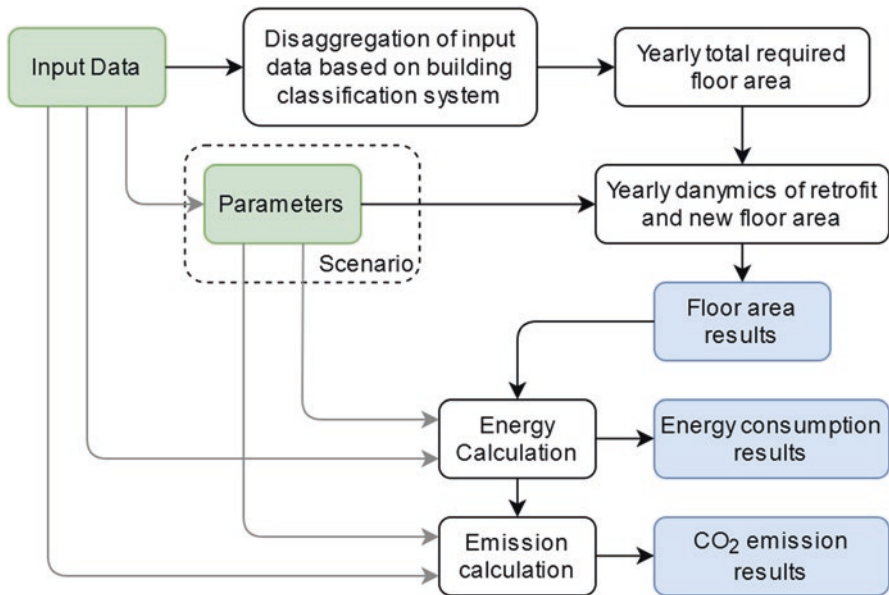 Input Data
Disaggregation of input
data based on building
classification system
Yearly total required
floor area
Parameters
Scenario
Yearly danymics of retrofit
and new floor area
Floor area
results
Energy
Calculation
Energy consumption
results
Emission
calculation
CO₂ emission
results